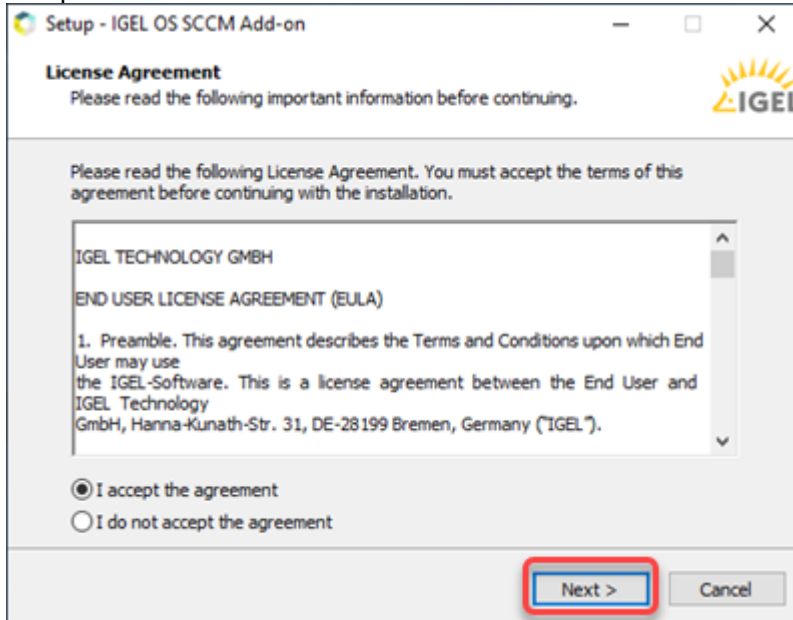 Setup - IGEL OS SCCM Add-on
License Agreement
Please read the following important information before continuing.
IGEL
Please read the following License Agreement. You must accept the terms of this
agreement before continuing with the installation.
IGEL TECHNOLOGY GMBH
END USER LICENSE AGREEMENT (EULA)
1. Preamble. This agreement describes the Terms and Conditions upon which End
User may use
the IGEL-Software. This is a license agreement between the End User and
IGEL Technology
GmbH, Hanna-Kunath-Str. 31, DE-28199 Bremen, Germany ("IGEL").
I accept the agreement
I do not accept the agreement
Next > Cancel